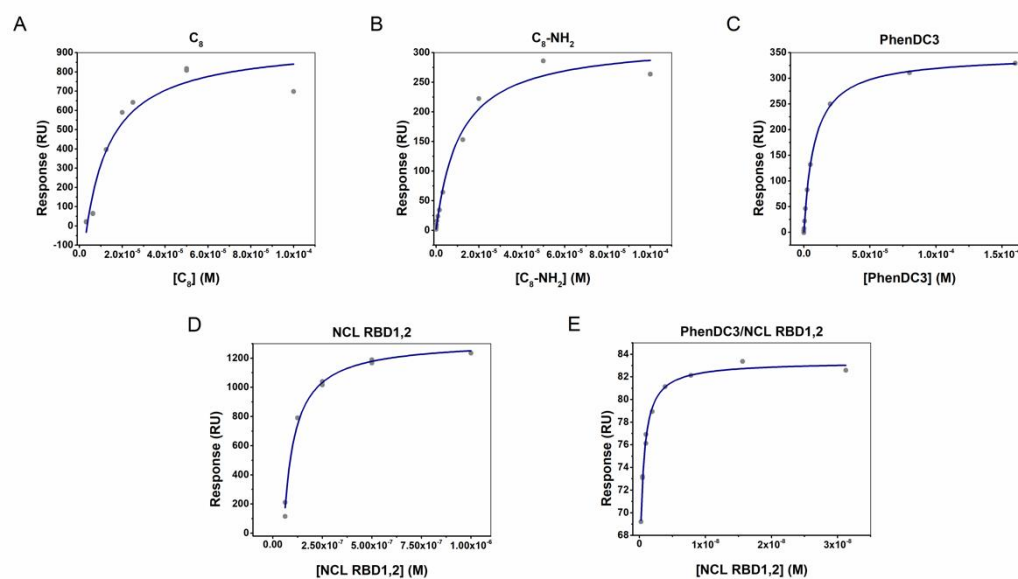 A
C₈
Response (RU)
900
800
700
600
500
400
300
200
100
0
-100
0.0 2.0x10⁻⁵ 4.0x10⁻⁵ 6.0x10⁻⁵ 8.0x10⁻⁵ 1.0x10⁻⁴
[C₈] (M)
B
C₈-NH₂
Response (RU)
300
250
200
150
100
50
0
0.0 2.0x10⁻⁵ 4.0x10⁻⁵ 6.0x10⁻⁵ 8.0x10⁻⁵ 1.0x10⁻⁴
[C₈-NH₂] (M)
C
PhenDC3
Response (RU)
350
300
250
200
150
100
50
0
0.0 5.0x10⁻⁵ 1.0x10⁻⁴ 1.5x10⁻⁴
[PhenDC3] (M)
D
NCL RBD1,2
Response (RU)
1200
1000
800
600
400
200
0
0.00 2.50x10⁻⁷ 5.00x10⁻⁷ 7.50x10⁻⁷ 1.00x10⁻⁶
[NCL RBD1,2] (M)
E
PhenDC3/NCL RBD1,2
Response (RU)
84
82
80
78
76
74
72
70
68
0 1x10⁻⁸ 2x10⁻⁸ 3x10⁻⁸
[NCL RBD1,2] (M)